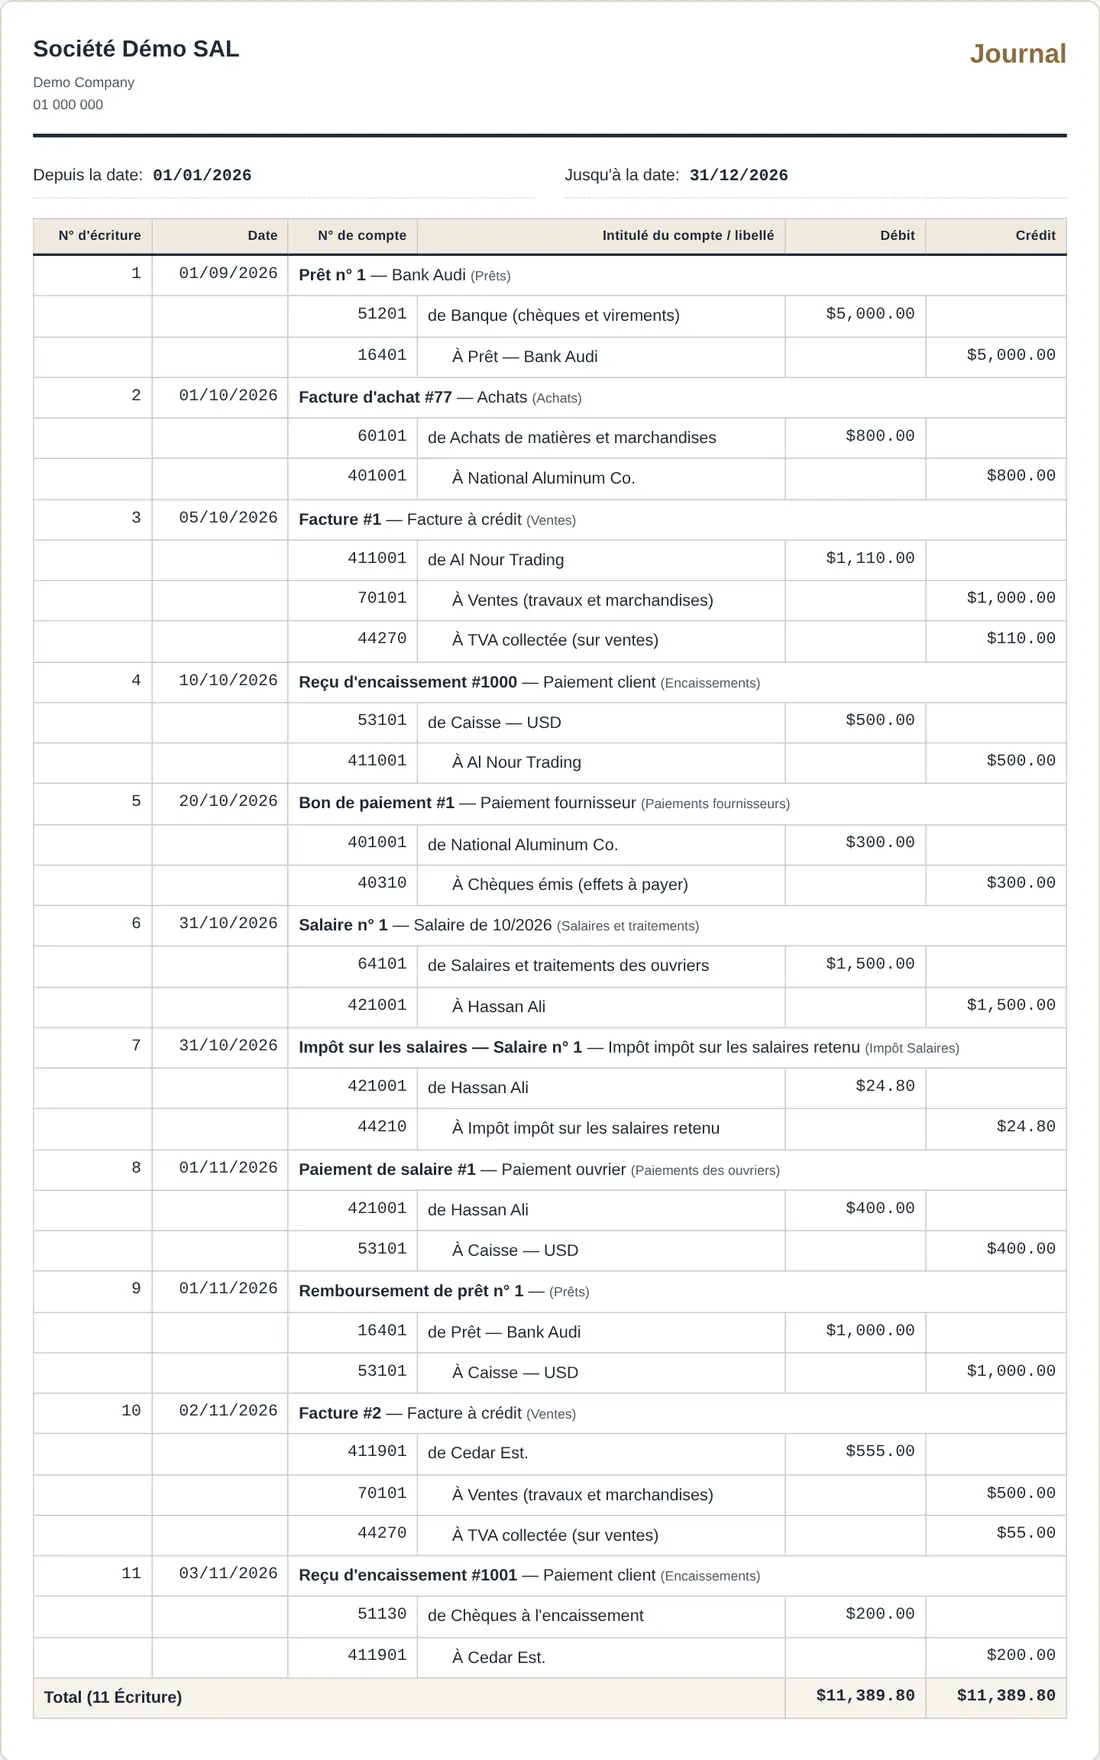 Société Démo SAL
Journal
Demo Company
01 000 000
Depuis la date: 01/01/2026 Jusqu'à la date: 31/12/2026
N° d'écriture Date N° de compte Intitulé du compte / libellé Débit Crédit
1 01/09/2026 Prêt n° 1 — Bank Audi (Prêts)
51201 de Banque (chèques et virements) $5,000.00
16401 À Prêt — Bank Audi $5,000.00
2 01/10/2026 Facture d'achat #77 — Achats (Achats)
60101 de Achats de matières et marchandises $800.00
401001 À National Aluminum Co. $800.00
3 05/10/2026 Facture #1 — Facture à crédit (Ventes)
411001 de Al Nour Trading $1,110.00
70101 À Ventes (travaux et marchandises) $1,000.00
44270 À TVA collectée (sur ventes) $110.00
4 10/10/2026 Reçu d'encaissement #1000 — Paiement client (Encaissements)
53101 de Caisse — USD $500.00
411001 À Al Nour Trading $500.00
5 20/10/2026 Bon de paiement #1 — Paiement fournisseur (Paiements fournisseurs)
401001 de National Aluminum Co. $300.00
40310 À Chèques émis (effets à payer) $300.00
6 31/10/2026 Salaire n° 1 — Salaire de 10/2026 (Salaires et traitements)
64101 de Salaires et traitements des ouvriers $1,500.00
421001 À Hassan Ali $1,500.00
7 31/10/2026 Impôt sur les salaires — Salaire n° 1 — Impôt impôt sur les salaires retenu (Impôt Salaires)
421001 de Hassan Ali $24.80
44210 À Impôt impôt sur les salaires retenu $24.80
8 01/11/2026 Paiement de salaire #1 — Paiement ouvrier (Paiements des ouvriers)
421001 de Hassan Ali $400.00
53101 À Caisse — USD $400.00
9 01/11/2026 Remboursement de prêt n° 1 — (Prêts)
16401 de Prêt — Bank Audi $1,000.00
53101 À Caisse — USD $1,000.00
10 02/11/2026 Facture #2 — Facture à crédit (Ventes)
411901 de Cedar Est. $555.00
70101 À Ventes (travaux et marchandises) $500.00
44270 À TVA collectée (sur ventes) $55.00
11 03/11/2026 Reçu d'encaissement #1001 — Paiement client (Encaissements)
51130 de Chèques à l'encaissement $200.00
411901 À Cedar Est. $200.00
Total (11 Écriture) $11,389.80 $11,389.80